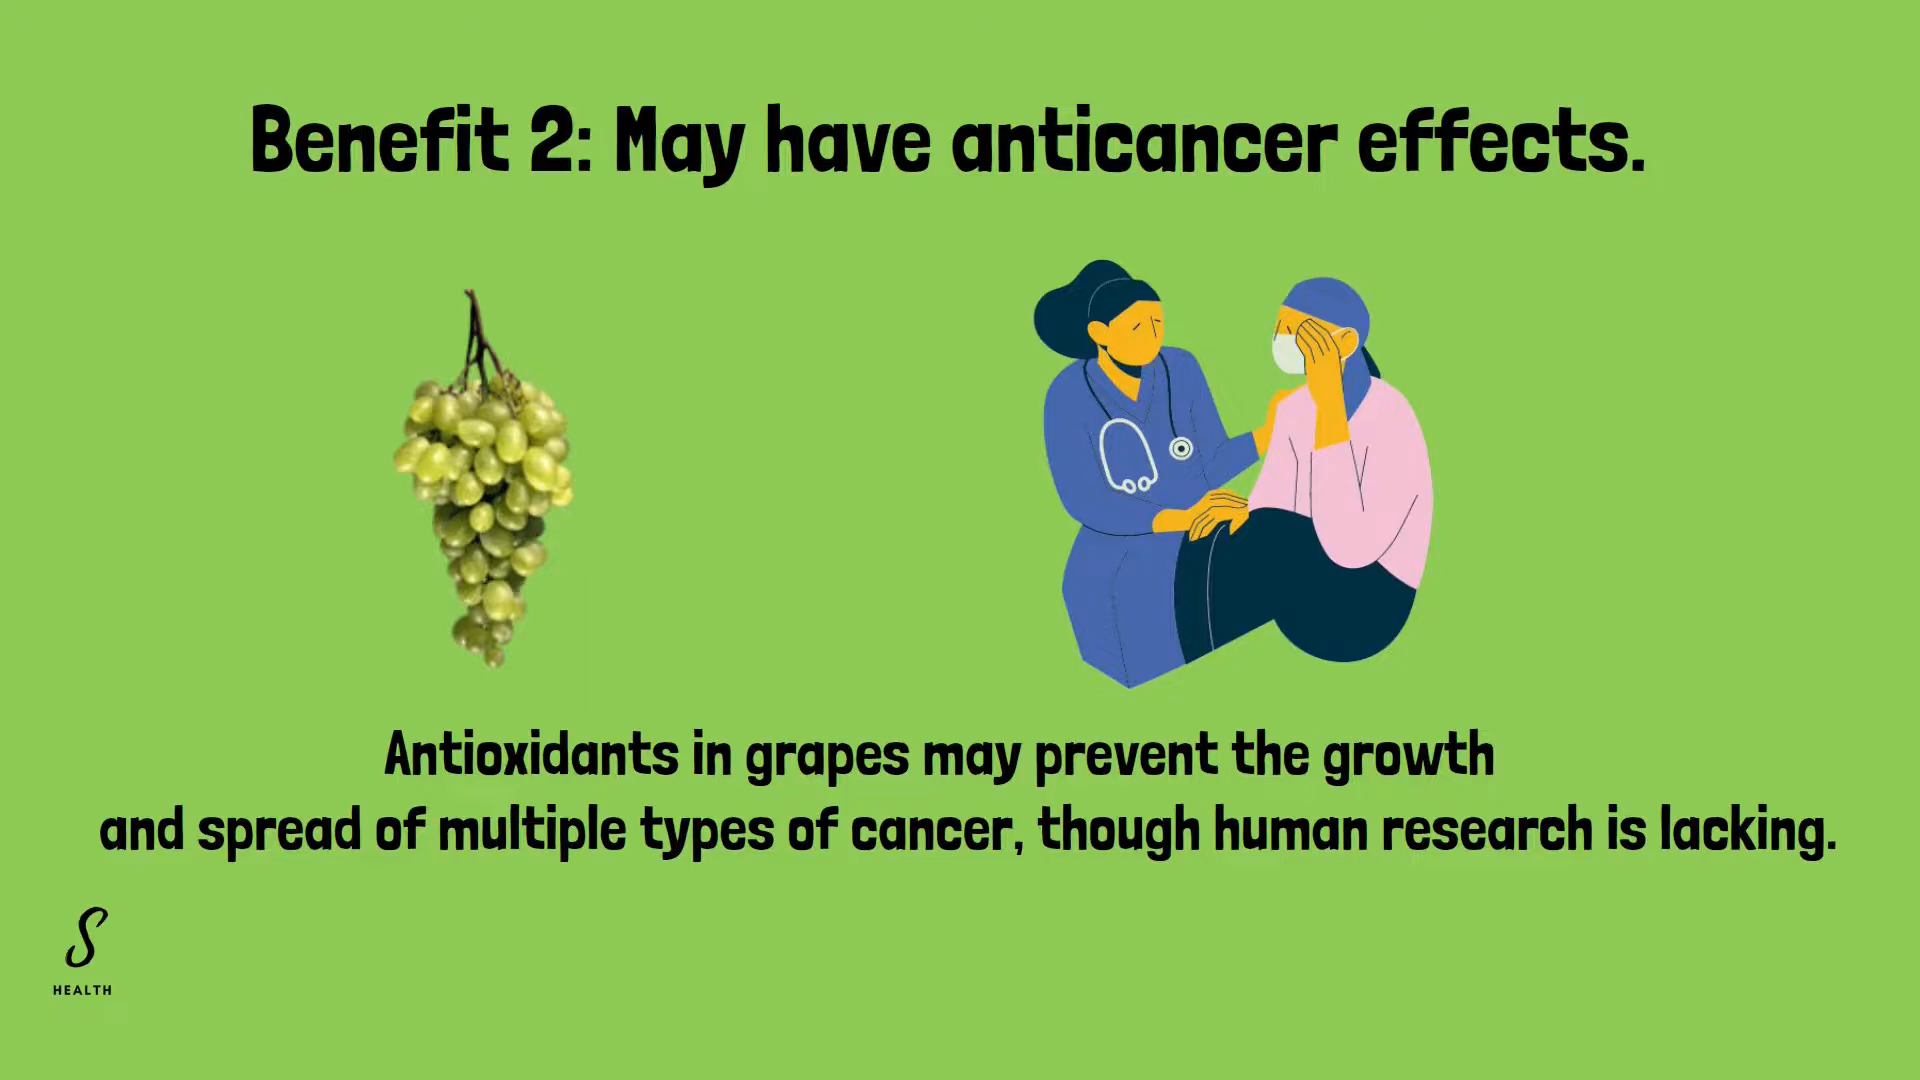 Benefit 2: May have anticancer effects.
Antioxidants in grapes may prevent the growth
and spread of multiple types of cancer, though human research is lacking.
S
HEALTH